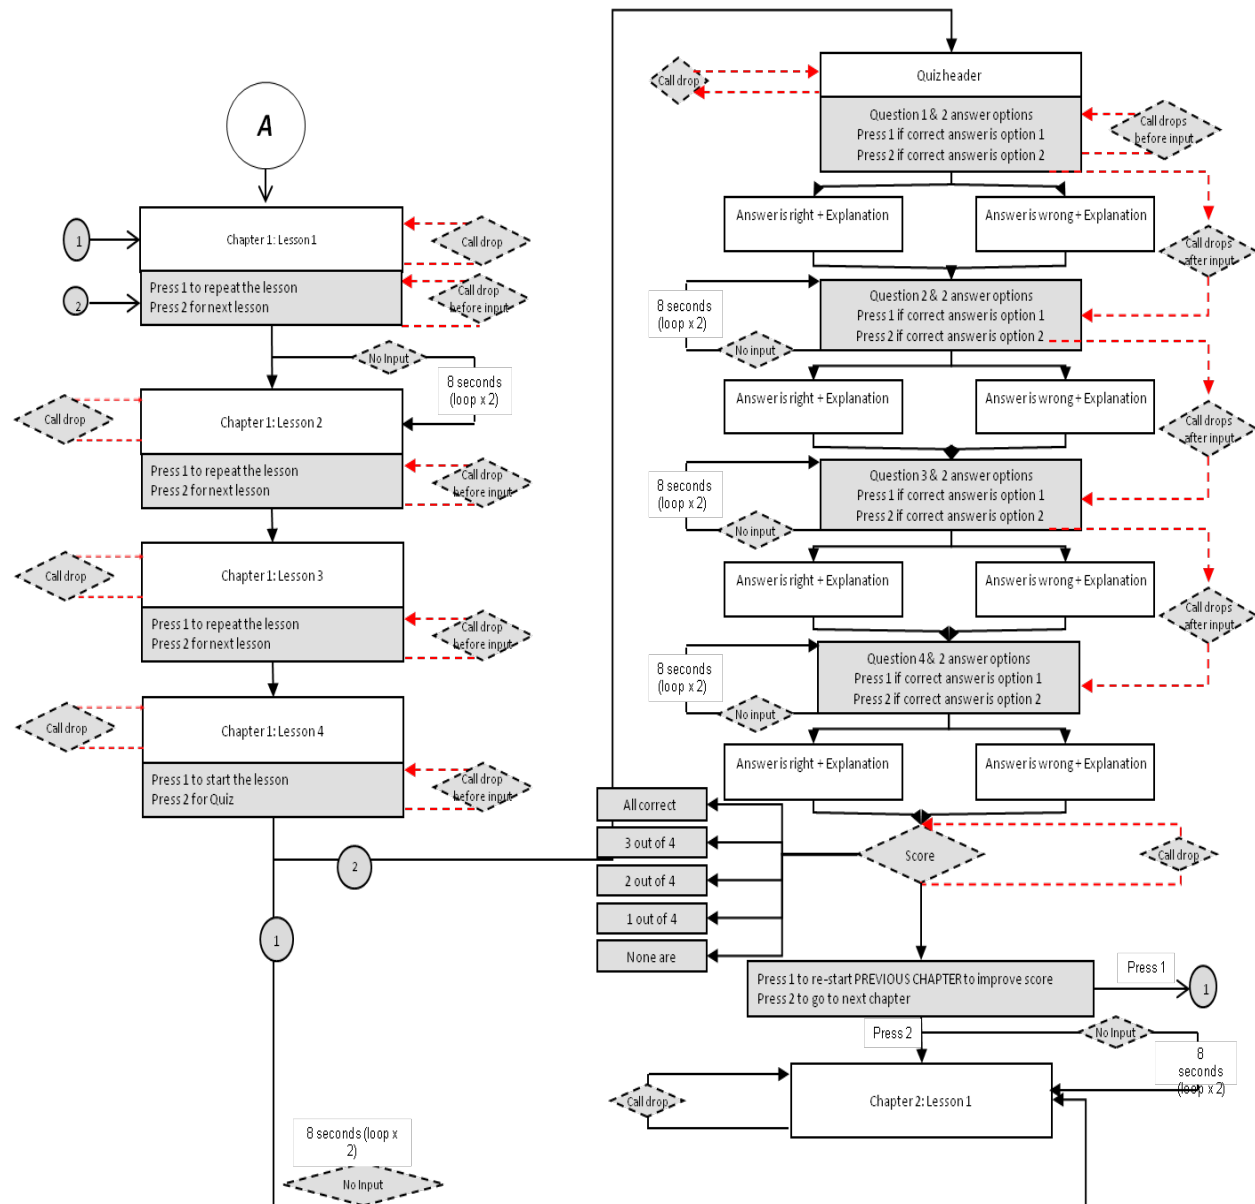 A
1
Chapter 1: Lesson 1
Call drop
2
Press 1 to repeat the lesson
Press 2 for next lesson
Call drop
before input
No Input
8 seconds
(loop x 2)
Call drop
Chapter 1: Lesson 2
Press 1 to repeat the lesson
Press 2 for next lesson
Call drop
before input
Call drop
Chapter 1: Lesson 3
Press 1 to repeat the lesson
Press 2 for next lesson
Call drop
before input
Call drop
Chapter 1: Lesson 4
Press 1 to start the lesson
Press 2 for Quiz
Call drop
before input
2
1
8 seconds (loop x
2)
No Input
Call drop
Quiz header
Question 1 & 2 answer options
Press 1 if correct answer is option 1
Press 2 if correct answer is option 2
Call drops
before input
Answer is right + Explanation
Answer is wrong + Explanation
Call drops
after input
8 seconds
(loop x 2)
No input
Question 2 & 2 answer options
Press 1 if correct answer is option 1
Press 2 if correct answer is option 2
Answer is right + Explanation
Answer is wrong + Explanation
Call drops
after input
8 seconds
(loop x 2)
No input
Question 3 & 2 answer options
Press 1 if correct answer is option 1
Press 2 if correct answer is option 2
Answer is right + Explanation
Answer is wrong + Explanation
Call drops
after input
8 seconds
(loop x 2)
No input
Question 4 & 2 answer options
Press 1 if correct answer is option 1
Press 2 if correct answer is option 2
Answer is right + Explanation
Answer is wrong + Explanation
All correct
3 out of 4
2 out of 4
1 out of 4
None are
Score
Call drop
Press 1 to re-start PREVIOUS CHAPTER to improve score
Press 2 to go to next chapter
Press 1
1
Press 2
No Input
8
seconds
(loop x 2)
Call drop
Chapter 2: Lesson 1